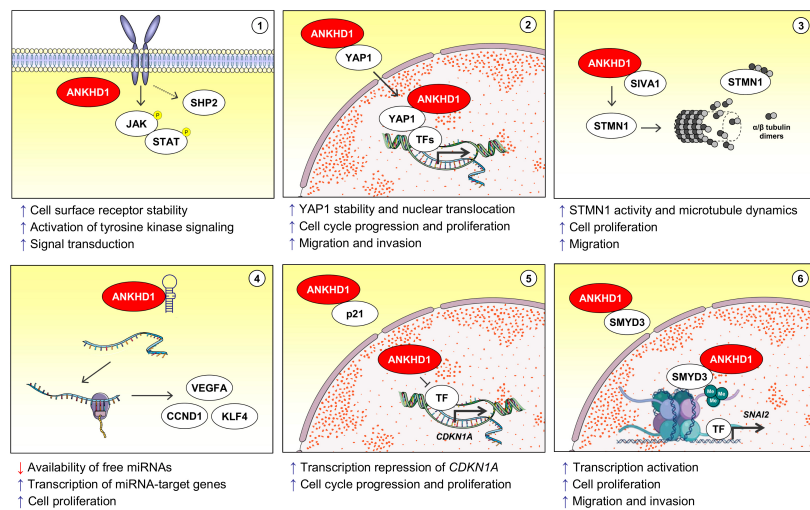 1
ANKHD1
SHP2
JAK
P
STAT
P
↑ Cell surface receptor stability
↑ Activation of tyrosine kinase signaling
↑ Signal transduction
2
ANKHD1
YAP1
ANKHD1
YAP1
TFs
↑ YAP1 stability and nuclear translocation
↑ Cell cycle progression and proliferation
↑ Migration and invasion
3
ANKHD1
SIVA1
STMN1
STMN1
α/β tubulin
dimers
↑ STMN1 activity and microtubule dynamics
↑ Cell proliferation
↑ Migration
4
ANKHD1
VEGFA
CCND1
KLF4
↓ Availability of free miRNAs
↑ Transcription of miRNA-target genes
↑ Cell proliferation
5
ANKHD1
p21
ANKHD1
TF
CDKN1A
↑ Transcription repression of CDKN1A
↑ Cell cycle progression and proliferation
6
ANKHD1
SMYD3
ANKHD1
SMYD3
Me
Me
Me
SNAI2
TF
↑ Transcription activation
↑ Cell proliferation
↑ Migration and invasion